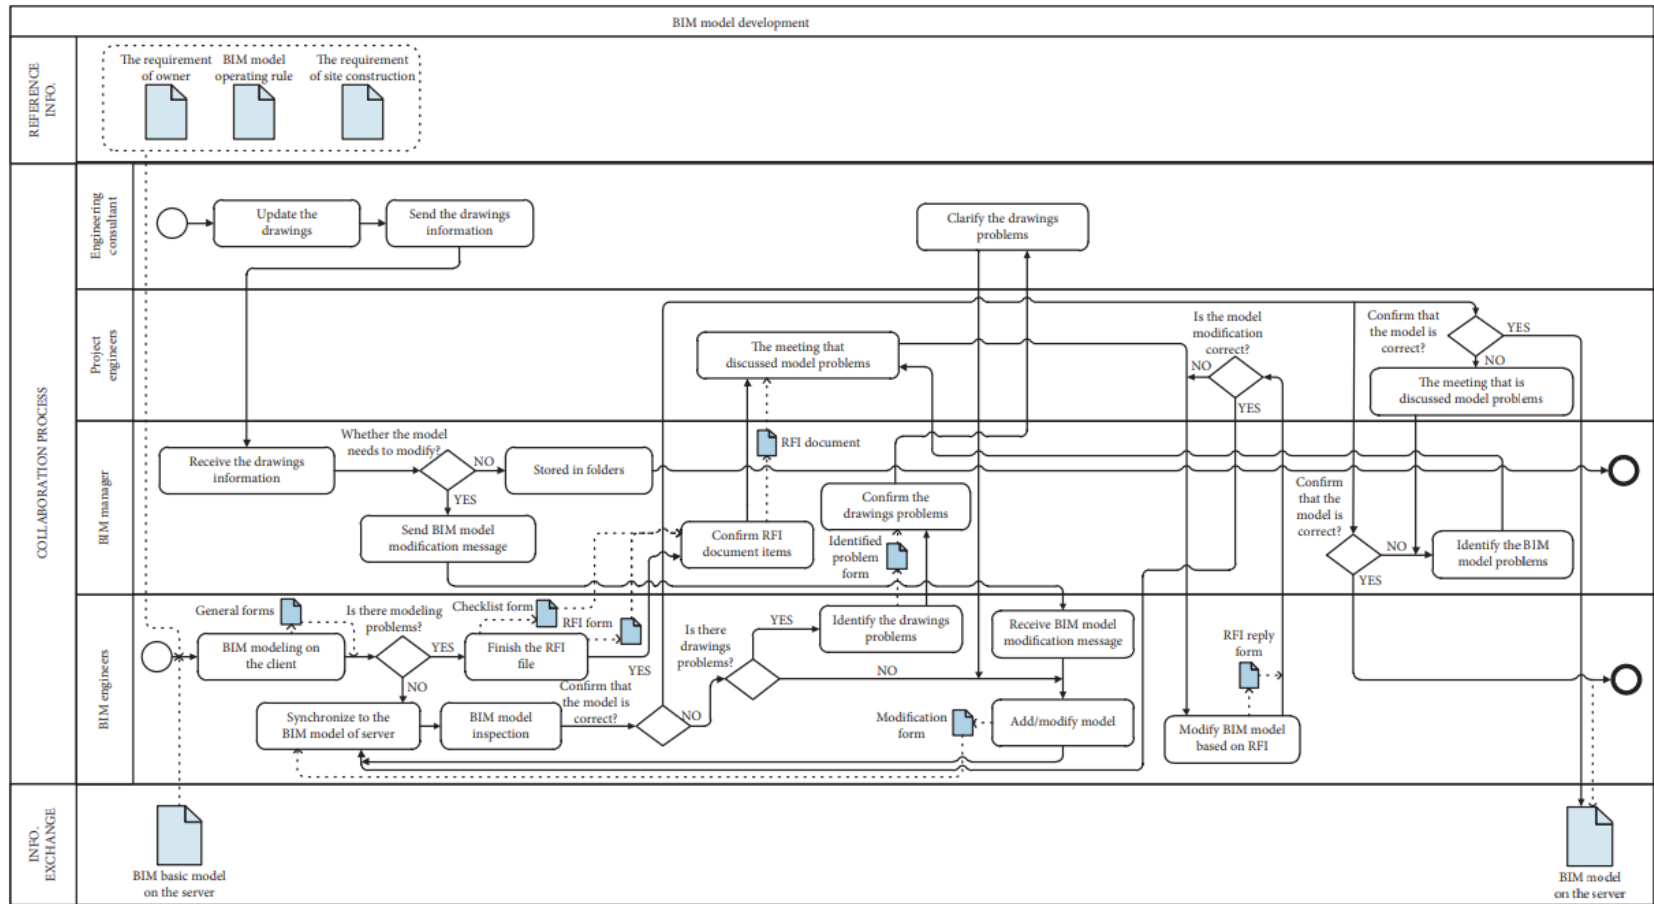 BIM model development
REFERENCE
INFO.
The requirement
of owner
BIM model
operating rule
The requirement
of site construction
COLLABORATION PROCESS
Engineering
consultant
Update the
drawings
Send the drawings
information
Clarify the drawings
problems
Project
engineers
The meeting that
discussed model problems
Is the model
modification
correct?
NO
YES
Confirm that
the model is
correct?
YES
NO
The meeting that is
discussed model problems
BIM manager
Receive the drawings
information
Whether the model
needs to modify?
NO
YES
Stored in folders
Send BIM model
modification message
RFI document
Confirm RFI
document items
Confirm the
drawings problems
Identified
problem
form
Confirm
that the
model is
correct?
NO
YES
Identify the BIM
model problems
BIM engineers
General forms
BIM modeling on
the client
Is there modeling
problems?
YES
NO
Checklist form
RFI form
Finish the RFI
file
YES
Synchronize to the
BIM model of server
BIM model
inspection
Confirm that
the model is
correct?
NO
Is there
drawings
problems?
YES
NO
Identify the drawings
problems
Receive BIM model
modification message
Modification
form
Add/modify model
RFI reply
form
Modify BIM model
based on RFI
INFO.
EXCHANGE
BIM basic model
on the server
BIM model
on the server